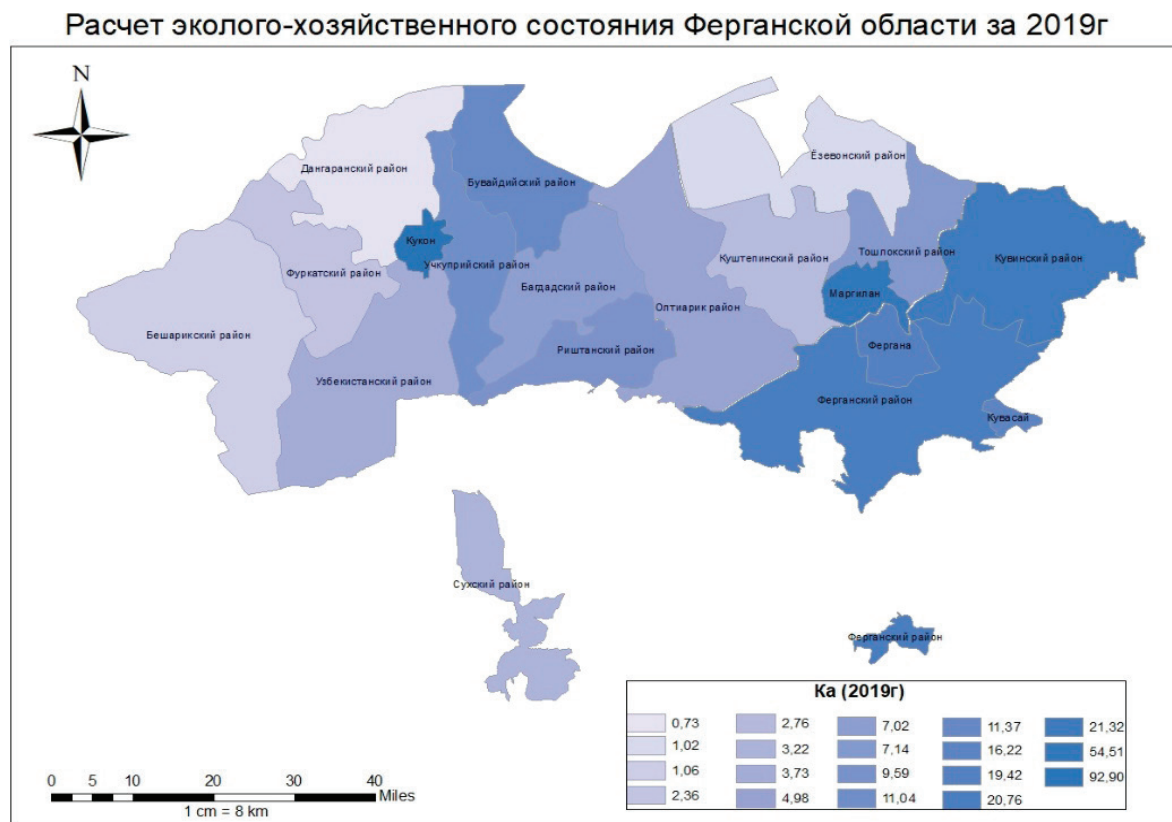 Расчет эколого-хозяйственного состояния Ферганской области за 2019г
N
Дангаранский район
Бувайдийский район
Ёзевонский район
Кукон
Учкуприйский район
Фуркатский район
Багдадский район
Куштепинский район
Тошлокский район
Кувинский район
Маргилан
Оптиарик район
Бешарикский район
Риштанский район
Фергана
Узбекистанский район
Ферганский район
Кувасай
Сухский район
Ферганский район
Ка (2019г)
0,73
1,02
1,06
2,36
2,76
3,22
3,73
4,98
7,02
7,14
9,59
11,04
11,37
16,22
19,42
20,76
21,32
54,51
92,90
0 5 10 20 30 40
Miles
1 cm = 8 km